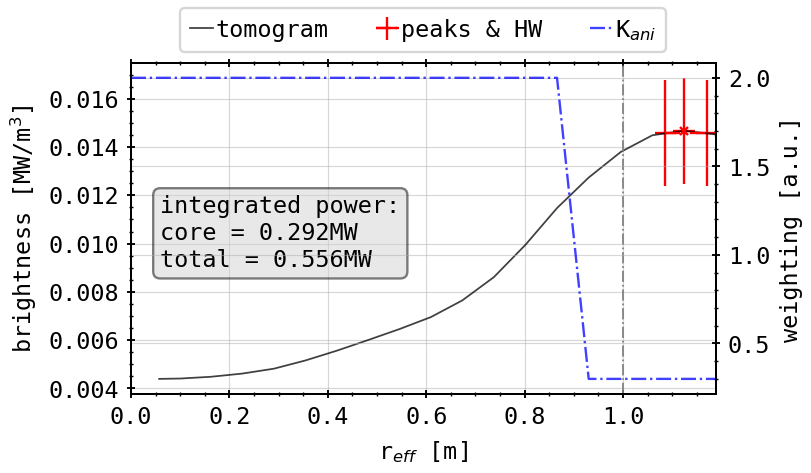 tomogram peaks & HW K_ani
brightness [MW/m³]
0.016
0.014
0.012
0.010
0.008
0.006
0.004
integrated power:
core = 0.292MW
total = 0.556MW
2.0
1.5
1.0
0.5
weighting [a.u.]
0.0 0.2 0.4 0.6 0.8 1.0
r_eff [m]